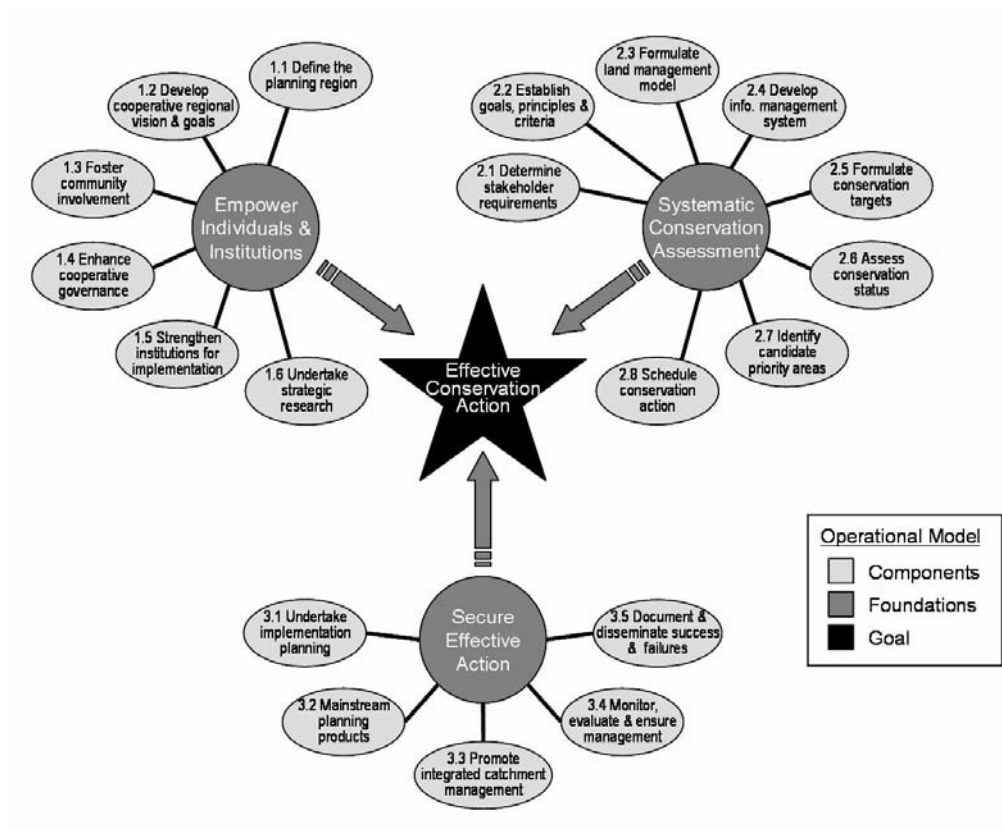 1.1 Define the
planning region
1.2 Develop
cooperative regional
vision & goals
1.3 Foster
community
involvement
1.4 Enhance
cooperative
governance
1.5 Strengthen
institutions for
implementation
1.6 Undertake
strategic
research
Empower
Individuals &
Institutions
2.1 Determine
stakeholder
requirements
2.2 Establish
goals, principles &
criteria
2.3 Formulate
land management
model
2.4 Develop
info. management
system
2.5 Formulate
conservation
targets
2.6 Assess
conservation
status
2.7 Identify
candidate
priority areas
2.8 Schedule
conservation
action
Systematic
Conservation
Assessment
Effective
Conservation
Action
3.1 Undertake
implementation
planning
3.2 Mainstream
planning
products
3.3 Promote
integrated catchment
management
3.4 Monitor,
evaluate & ensure
management
3.5 Document &
disseminate success
& failures
Secure
Effective
Action
Operational Model
Components
Foundations
Goal